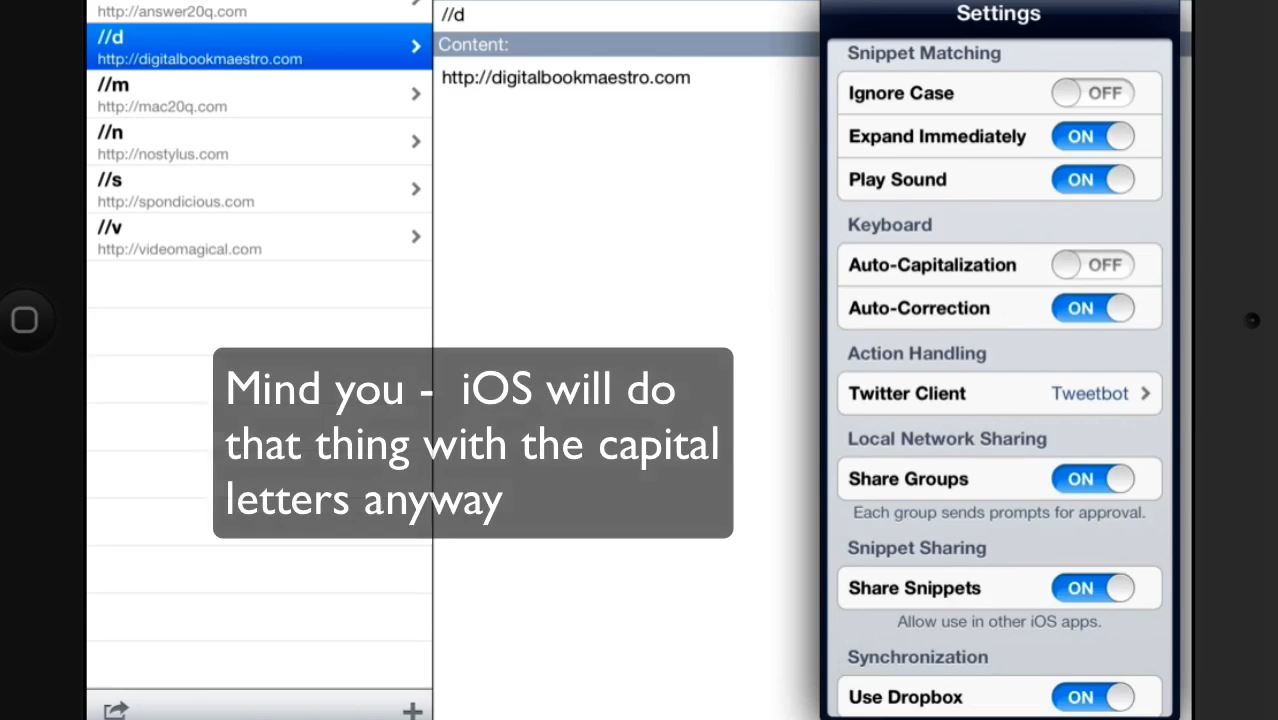 http://answer20q.com
//d
http://digitalbookmaestro.com
//m
http://mac20q.com
//n
http://nostylus.com
//s
http://spondicious.com
//v
http://videomagical.com
//d
Content:
http://digitalbookmaestro.com
Mind you - iOS will do
that thing with the capital
letters anyway
Settings
Snippet Matching
Ignore Case OFF
Expand Immediately ON
Play Sound ON
Keyboard
Auto-Capitalization OFF
Auto-Correction ON
Action Handling
Twitter Client Tweetbot
Local Network Sharing
Share Groups ON
Each group sends prompts for approval.
Snippet Sharing
Share Snippets ON
Allow use in other iOS apps.
Synchronization
Use Dropbox ON